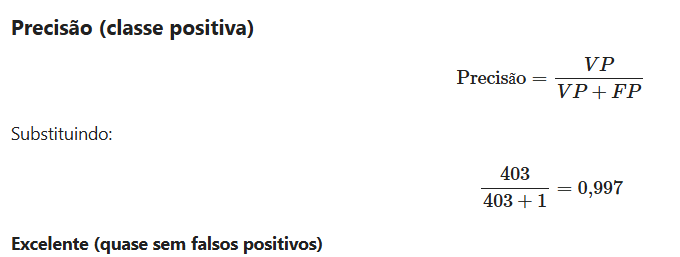 Precisão (classe positiva)
Precisão = VP / (VP + FP)
Substituindo:
403 / (403 + 1) = 0,997
Excelente (quase sem falsos positivos)